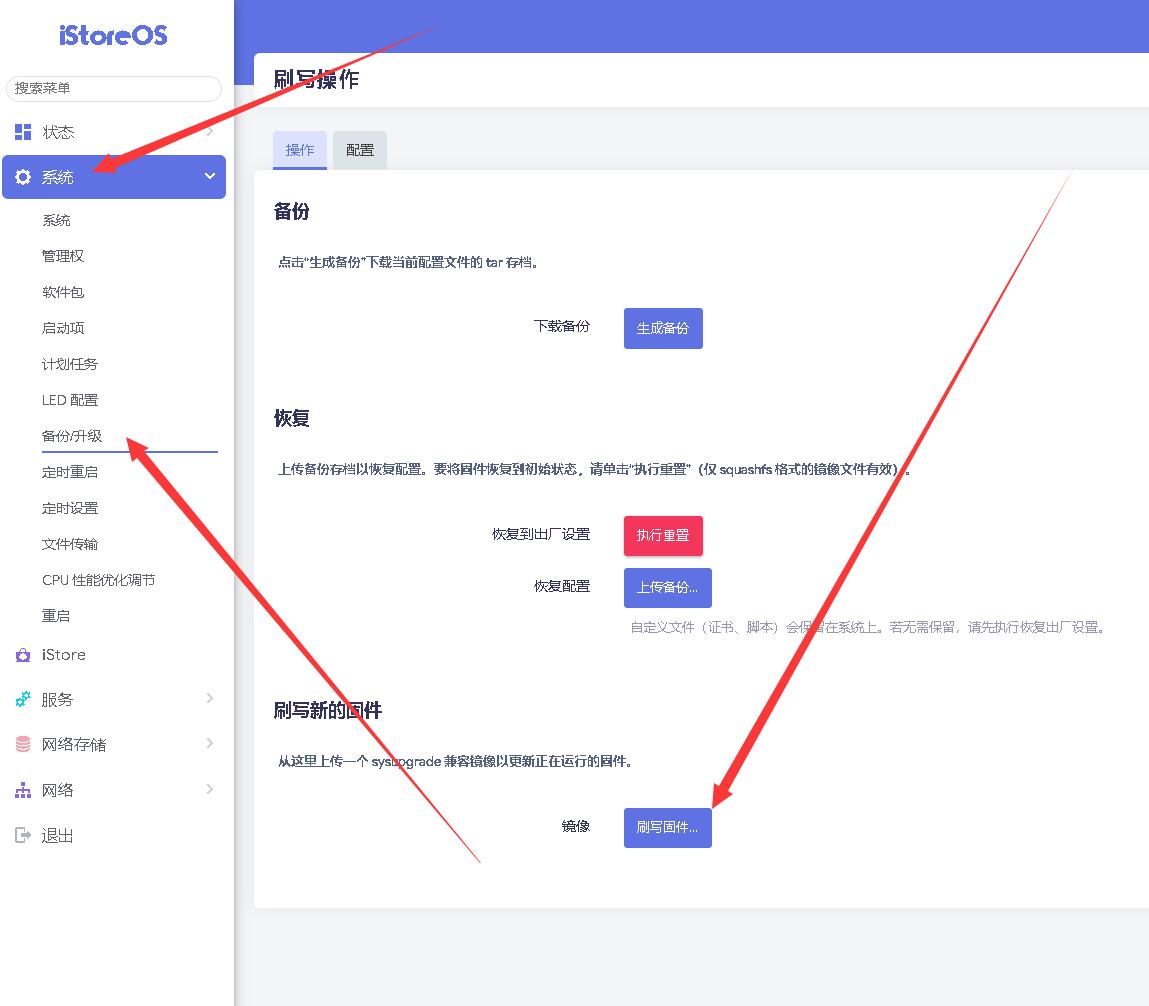 iStoreOS
搜索菜单
状态
系统
系统
管理权
软件包
启动项
计划任务
LED 配置
备份/升级
定时重启
定时设置
文件传输
CPU 性能优化调节
重启
iStore
服务
网络存储
网络
退出
刷写操作
操作
配置
备份
点击“生成备份”下载当前配置文件的 tar 存档。
下载备份
生成备份
恢复
上传备份存档以恢复配置。要将固件恢复到初始状态，请单击“执行重置”（仅 squashfs 格式的镜像文件有效）。
恢复到出厂设置
执行重置
恢复配置
上传备份...
自定义文件（证书、脚本）会保留在系统上。若无需保留，请先执行恢复出厂设置。
刷写新的固件
从这里上传一个 sysupgrade 兼容镜像以更新正在运行的固件。
镜像
刷写固件...